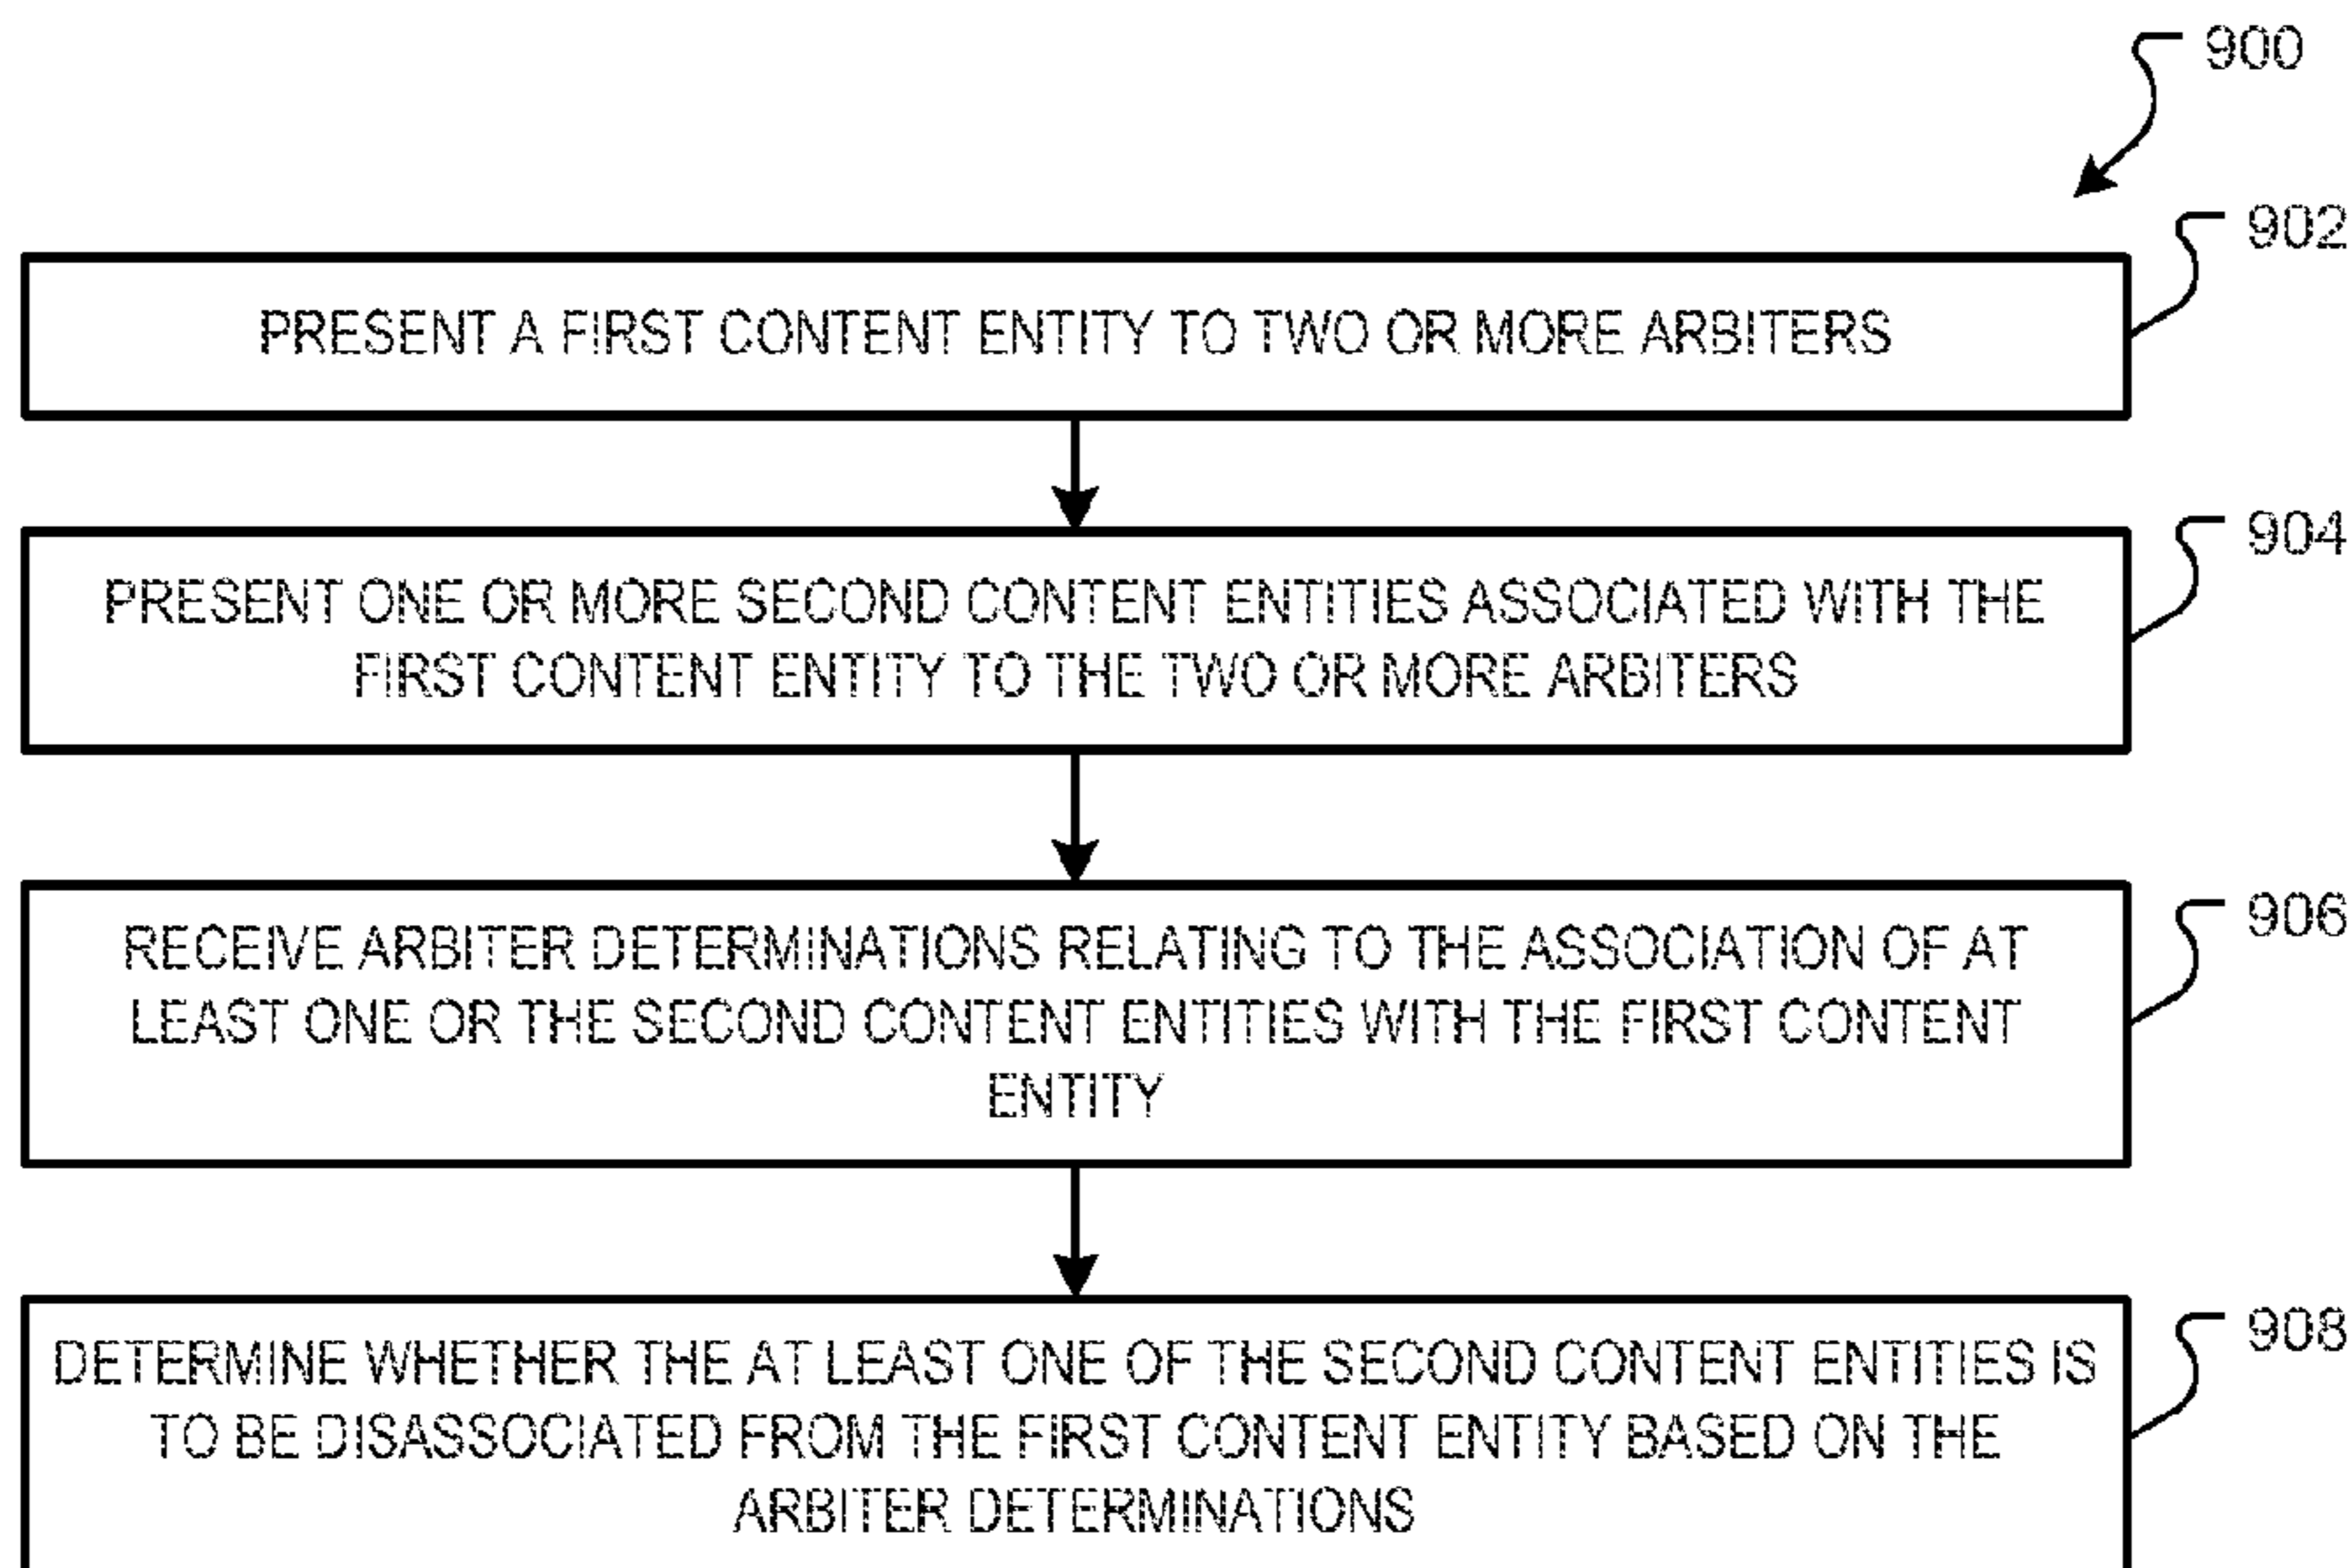 900
902
PRESENT A FIRST CONTENT ENTITY TO TWO OR MORE ARBITERS
904
PRESENT ONE OR MORE SECOND CONTENT ENTITIES ASSOCIATED WITH THE
FIRST CONTENT ENTITY TO THE TWO OR MORE ARBITERS
906
RECEIVE ARBITER DETERMINATIONS RELATING TO THE ASSOCIATION OF AT
LEAST ONE OR THE SECOND CONTENT ENTITIES WITH THE FIRST CONTENT
ENTITY
908
DETERMINE WHETHER THE AT LEAST ONE OF THE SECOND CONTENT ENTITIES IS
TO BE DISASSOCIATED FROM THE FIRST CONTENT ENTITY BASED ON THE
ARBITER DETERMINATIONS